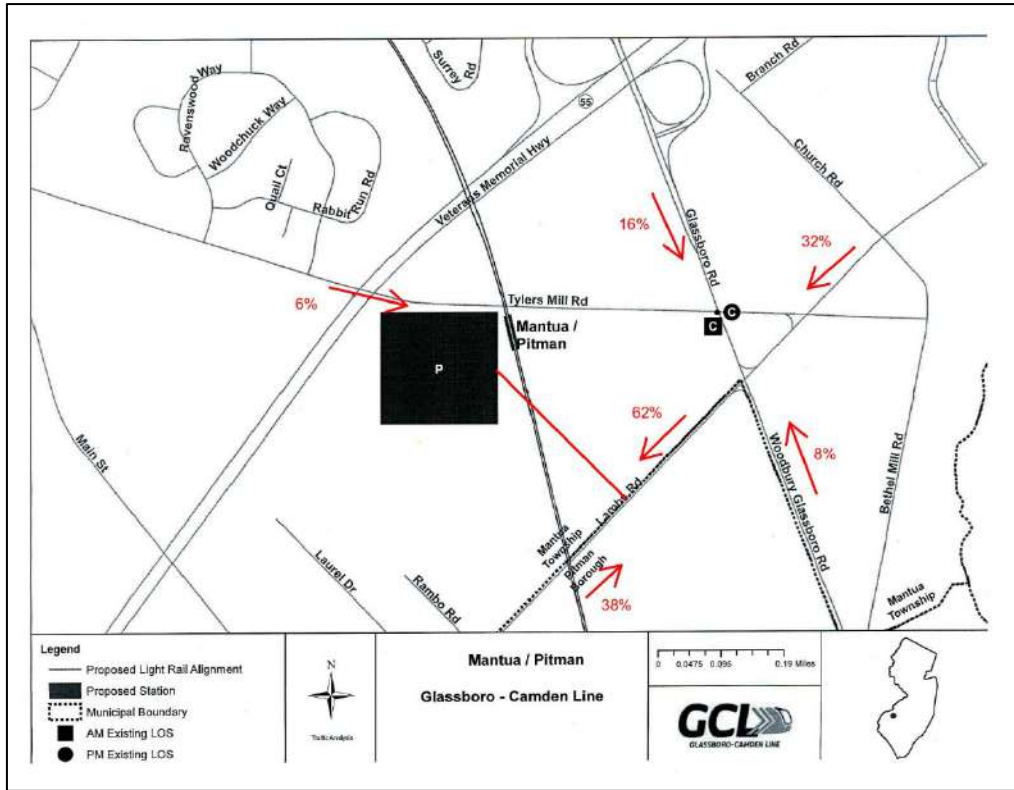 Surrey
Rd
Branch Rd
Ravenswood Way
55
Woodchuck Way
Veterans Memorial Hwy
Church Rd
Quail Ct
Rabbit Run Rd
16%
Glassboro Rd
32%
6%
Tylers Mill Rd
C
C
Mantua /
Pitman
P
62%
Main St
Woodbury Glassboro Rd
8%
Bethel Mill Rd
Lambs Rd
Mantua
Township
Pitman
Borough
Laurel Dr
Rambo Rd
38%
Mantua
Township
Legend
Proposed Light Rail Alignment
Proposed Station
Municipal Boundary
AM Existing LOS
PM Existing LOS
N
Traffic Analysis
Mantua / Pitman
Glassboro - Camden Line
0 0.0475 0.095 0.19 Miles
GCL
GLASSBORO-CAMDEN LINE